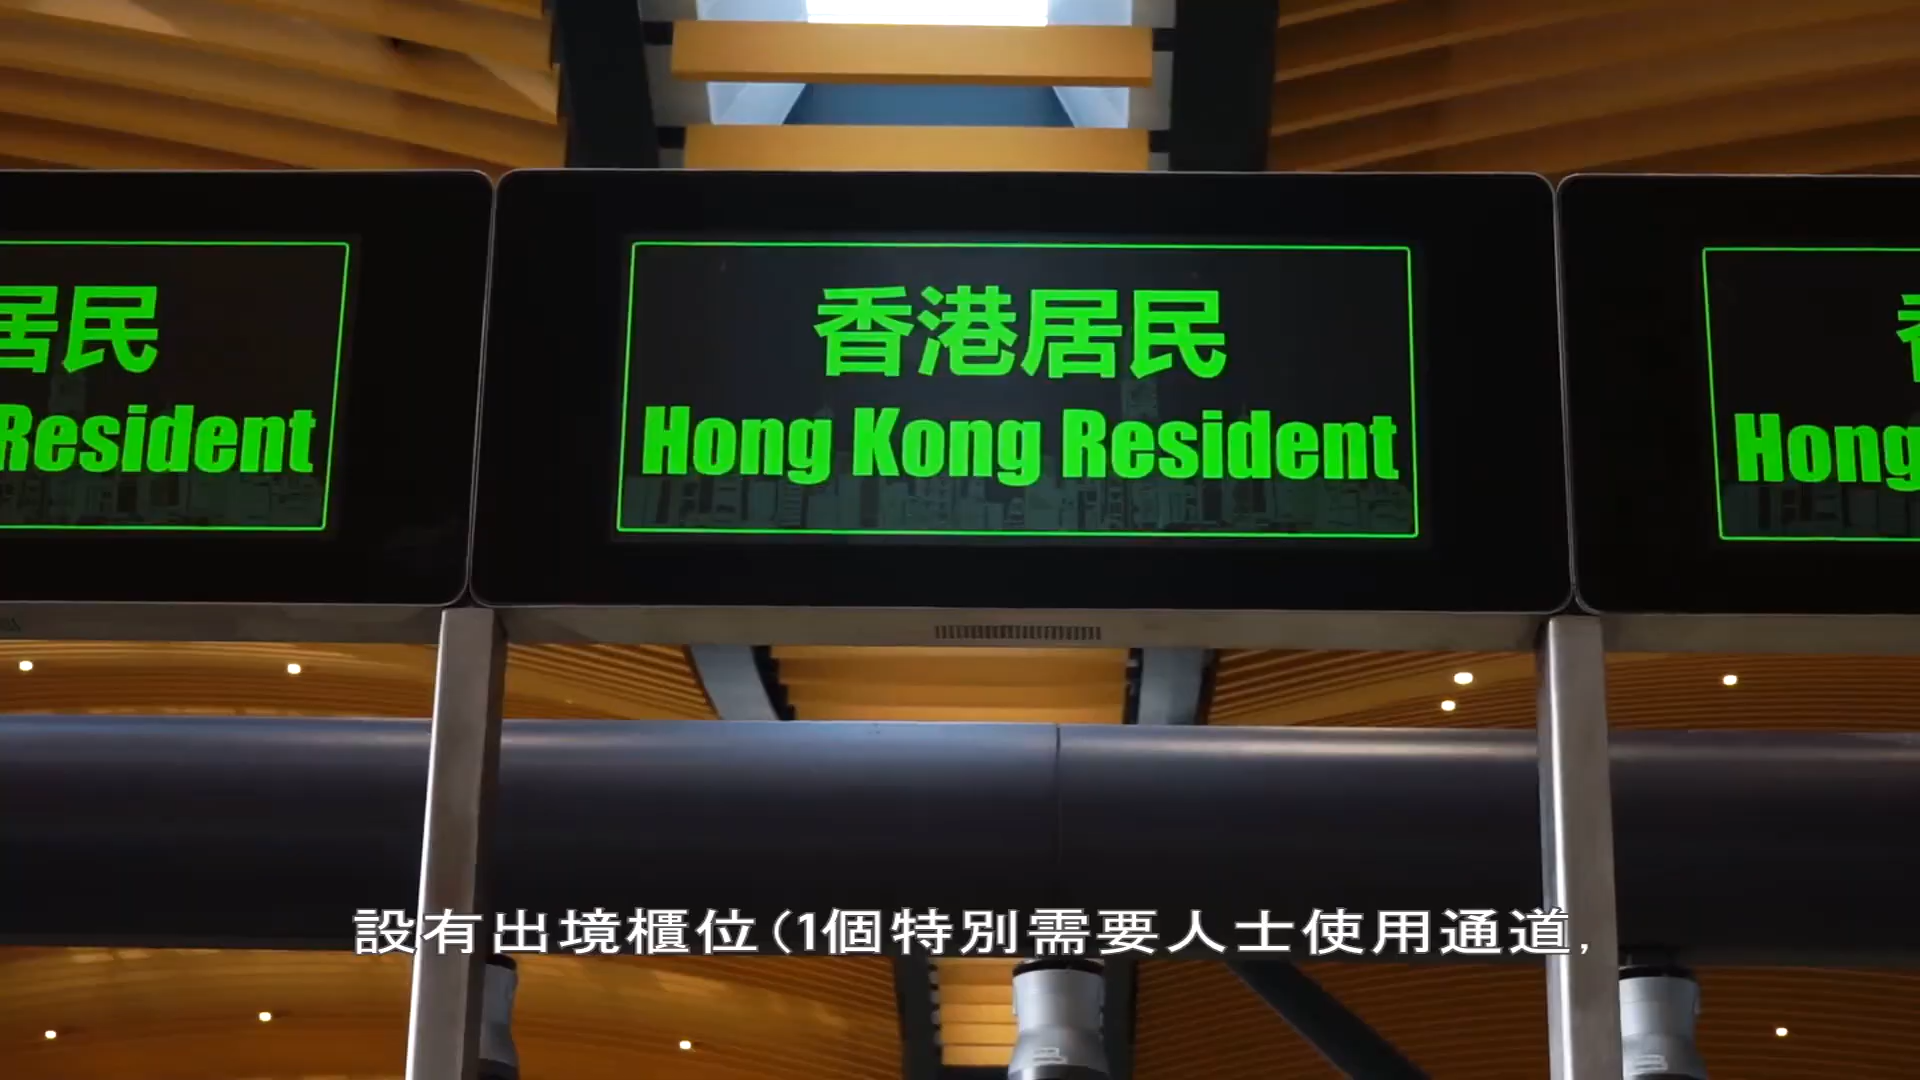 居民
Resident
香港居民
Hong Kong Resident
香
Hong
設有出境櫃位(1個特別需要人士使用通道,